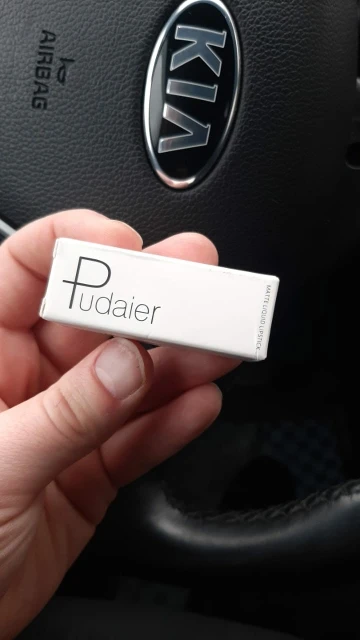 KIA
AIRBAG
Pudaier
MATTE LIQUID LIPSTICK